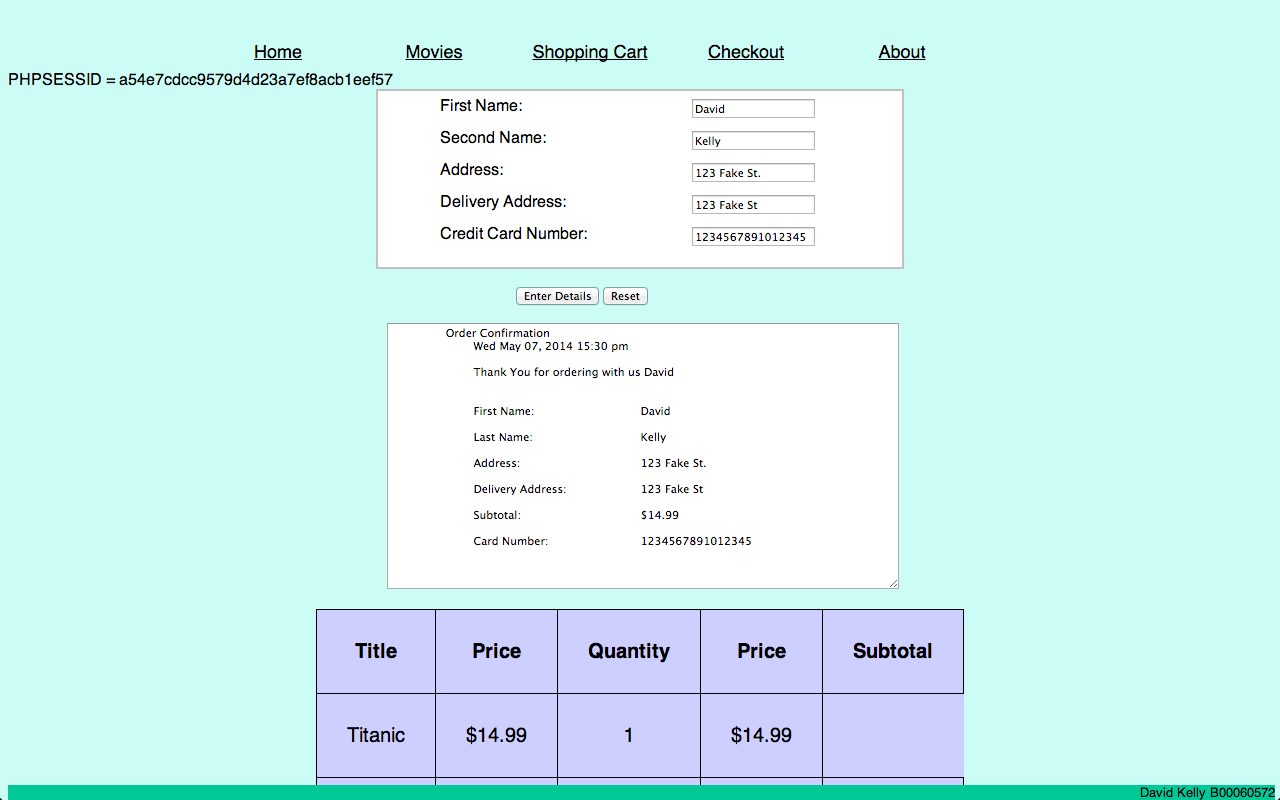 Home Movies Shopping Cart Checkout About
PHPSESSID = a54e7cdcc9579d4d23a7ef8acb1eef57
First Name: David
Second Name: Kelly
Address: 123 Fake St.
Delivery Address: 123 Fake St
Credit Card Number: 1234567891012345
Enter Details Reset
Order Confirmation
Wed May 07, 2014 15:30 pm
Thank You for ordering with us David
First Name: David
Last Name: Kelly
Address: 123 Fake St.
Delivery Address: 123 Fake St
Subtotal: $14.99
Card Number: 1234567891012345
Title Price Quantity Price Subtotal
Titanic $14.99 1 $14.99
David Kelly B00060572